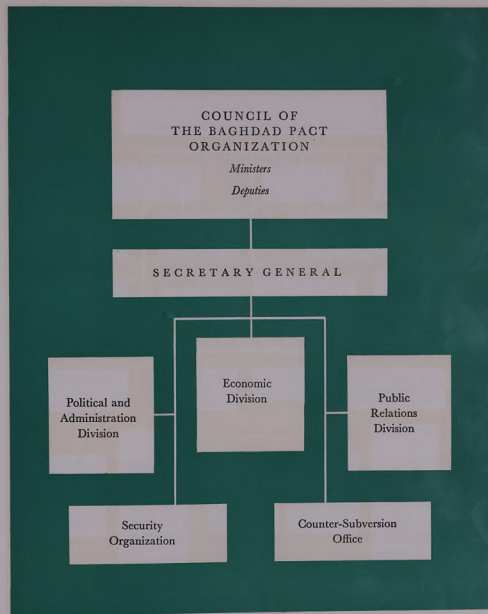 COUNCIL OF
THE BAGHDAD PACT
ORGANIZATION
Ministers
Deputies
SECRETARY GENERAL
Political and
Administration
Division
Economic
Division
Public
Relations
Division
Security
Organization
Counter-Subversion
Office